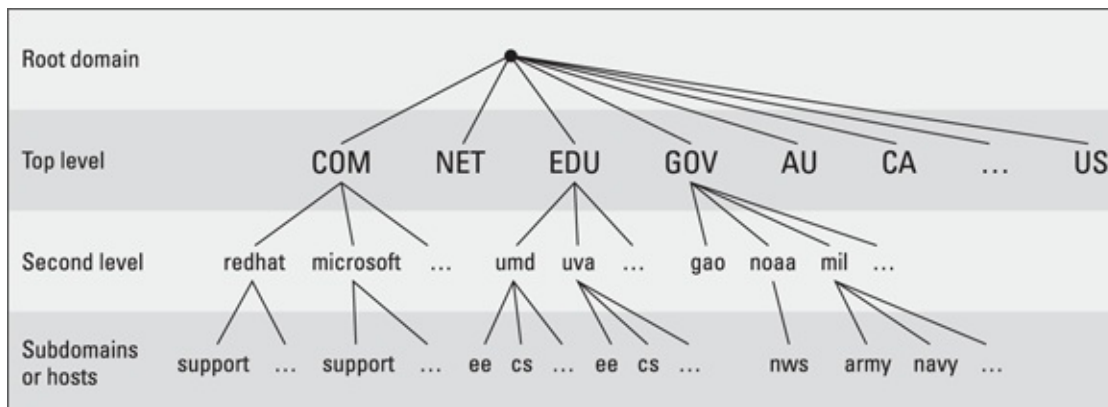 Root domain
Top level COM NET EDU GOV AU CA ... US
Second level redhat microsoft ... umd uva ... gao noaa mil ...
Subdomains
or hosts support ... support ... ee cs ... ee cs ... nws army navy ...